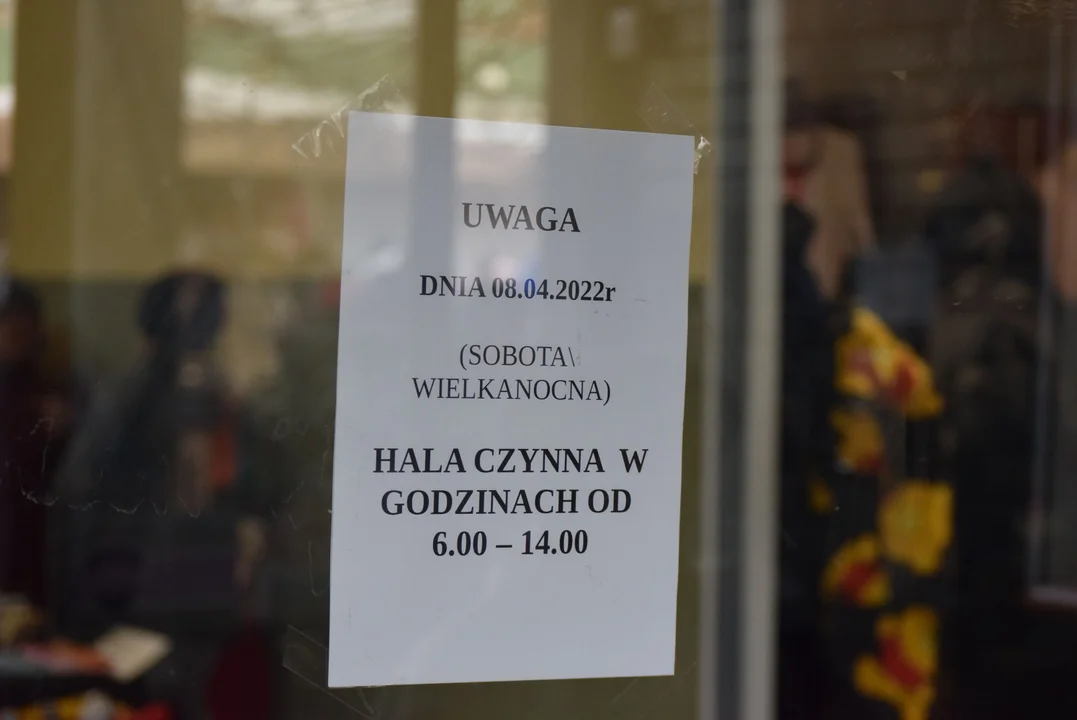 UWAGA
DNIA 08.04.2022r
(SOBOTA\
WIELKANOCNA)
HALA CZYNNA W
GODZINACH OD
6.00 – 14.00